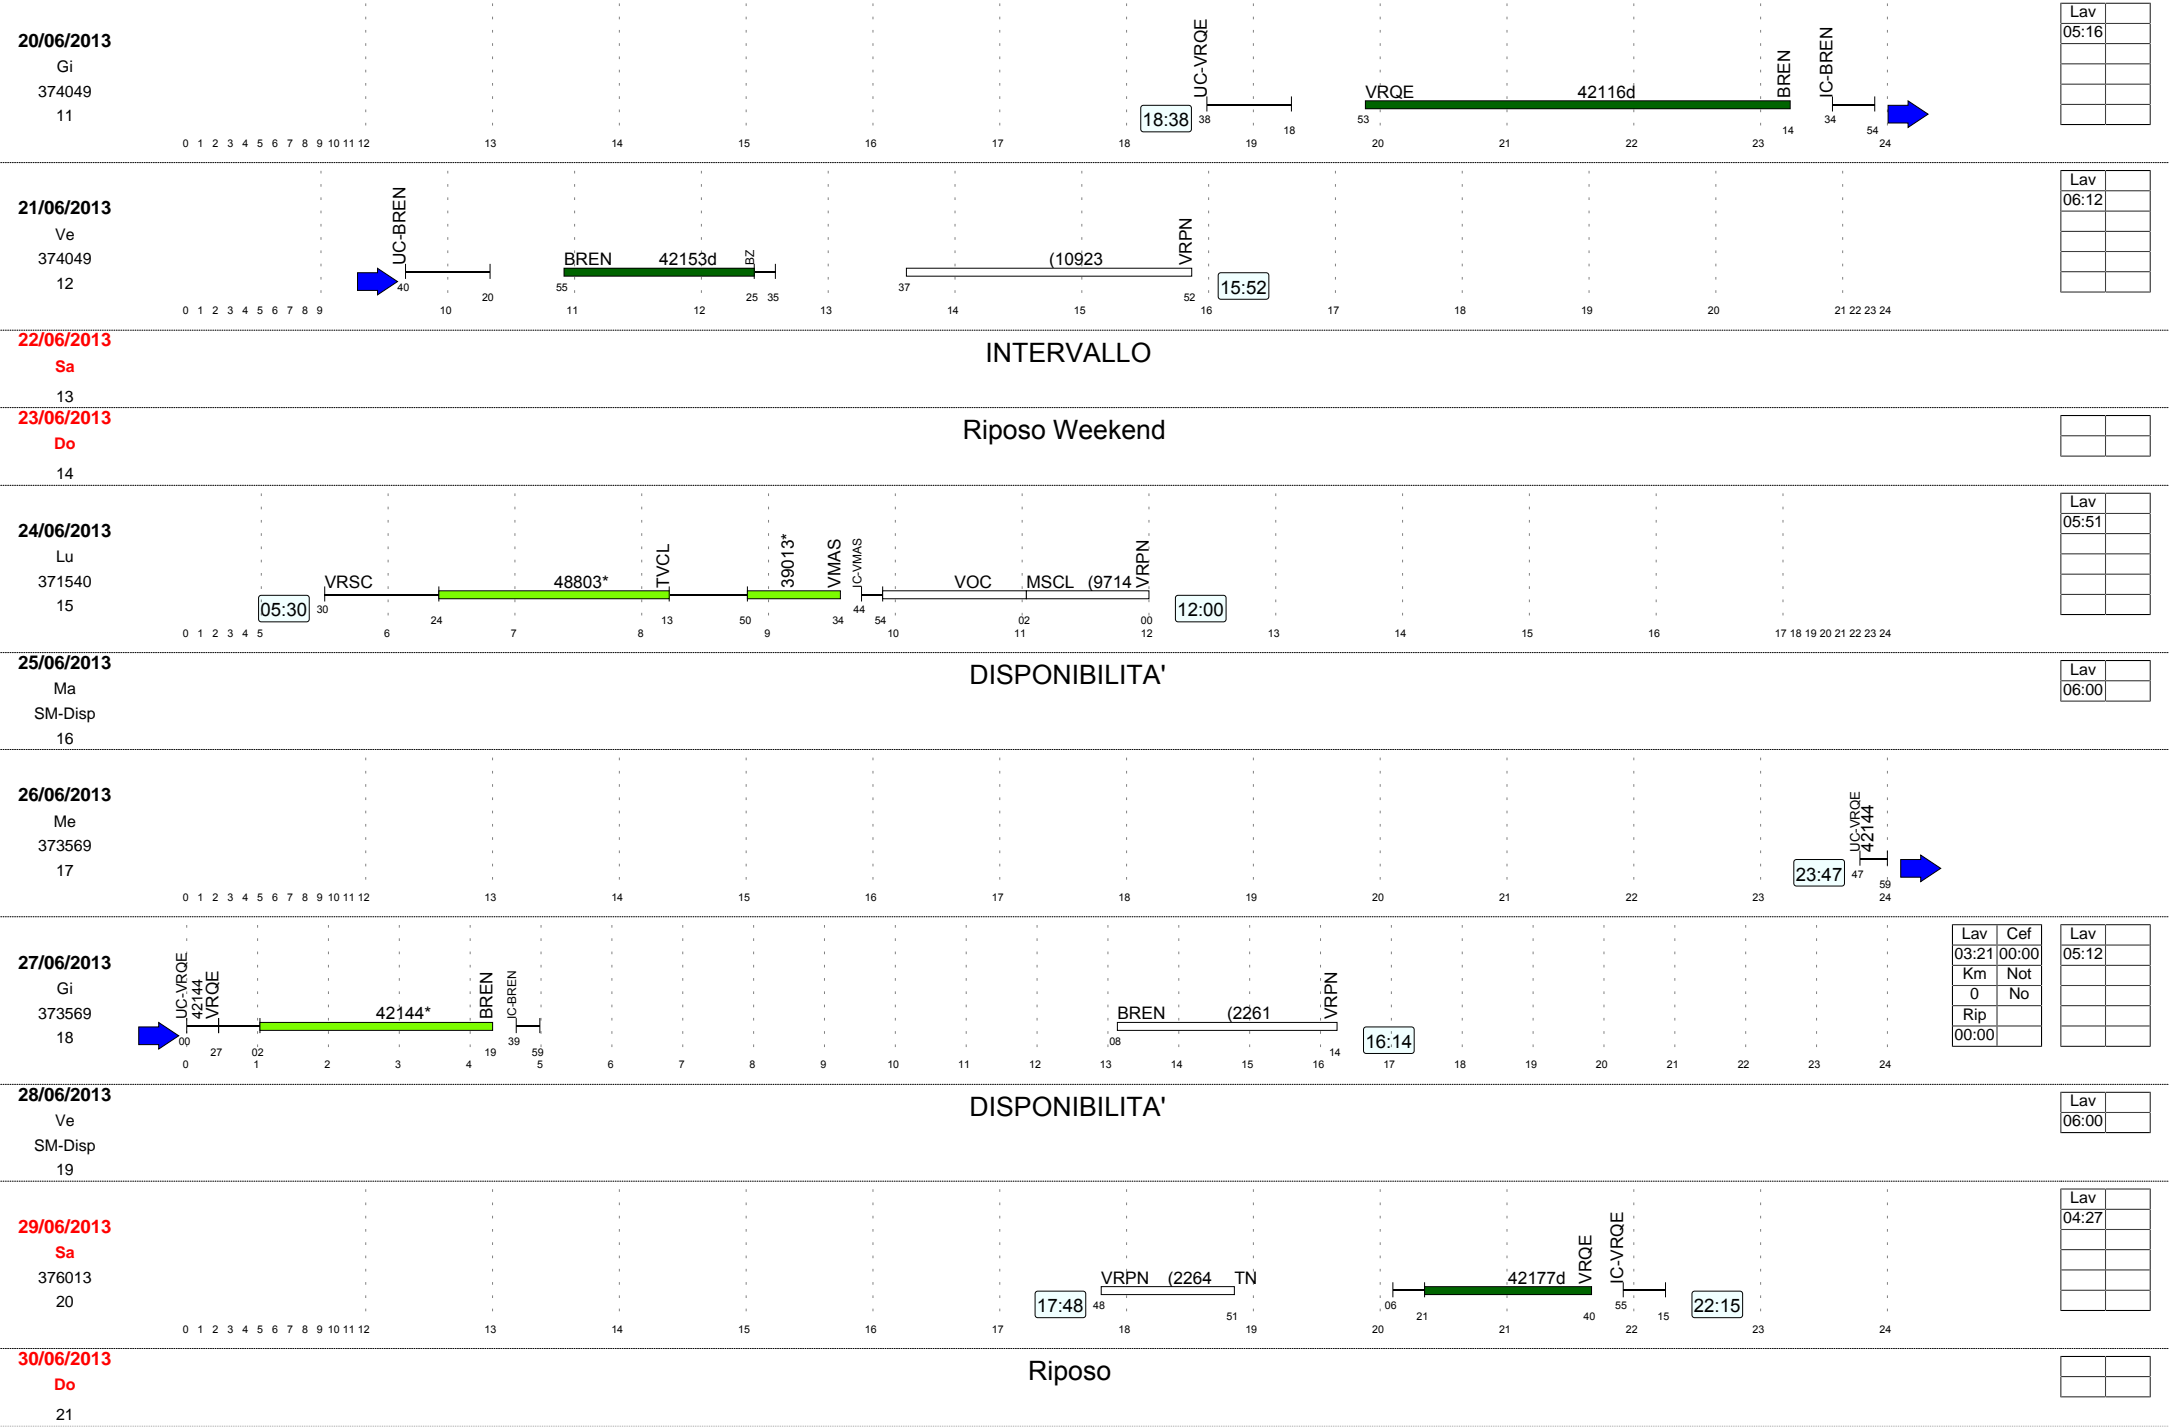 20/06/2013
Gi
374049
11
UC-VRQE
VRQE
42116d
BREN
IC-BREN
18:38
38
18
53
14
34
54
0 1 2 3 4 5 6 7 8 9 10 11 12 13 14 15 16 17 18 19 20 21 22 23 24
Lav
05:16
21/06/2013
Ve
374049
12
UC-BREN
BREN
42153d
BZ
(10923
VRPN
40
20
55
25
35
37
52
15:52
0 1 2 3 4 5 6 7 8 9 10 11 12 13 14 15 16 17 18 19 20 21 22 23 24
Lav
06:12
22/06/2013
Sa
13
INTERVALLO
23/06/2013
Do
14
Riposo Weekend
24/06/2013
Lu
371540
15
05:30
VRSC
48803*
TVCL
39013*
VMAS
IC-VMAS
VOC
MSCL
(9714
VRPN
30
24
13
50
34
44
54
02
00
12:00
0 1 2 3 4 5 6 7 8 9 10 11 12 13 14 15 16 17 18 19 20 21 22 23 24
Lav
05:51
25/06/2013
Ma
SM-Disp
16
DISPONIBILITA'
Lav
06:00
26/06/2013
Me
373569
17
UC-VRQE
42144
23:47
47
59
0 1 2 3 4 5 6 7 8 9 10 11 12 13 14 15 16 17 18 19 20 21 22 23 24
27/06/2013
Gi
373569
18
UC-VRQE
42144
VRQE
42144*
BREN
IC-BREN
BREN
(2261
VRPN
00
27
02
19
39
59
08
14
16:14
0 1 2 3 4 5 6 7 8 9 10 11 12 13 14 15 16 17 18 19 20 21 22 23 24
Lav Cef
03:21 00:00
Km Not
0 No
Rip
00:00
Lav
05:12
28/06/2013
Ve
SM-Disp
19
DISPONIBILITA'
Lav
06:00
29/06/2013
Sa
376013
20
17:48
VRPN
(2264
TN
42177d
VRQE
IC-VRQE
48
51
06
21
40
55
15
22:15
0 1 2 3 4 5 6 7 8 9 10 11 12 13 14 15 16 17 18 19 20 21 22 23 24
Lav
04:27
30/06/2013
Do
21
Riposo